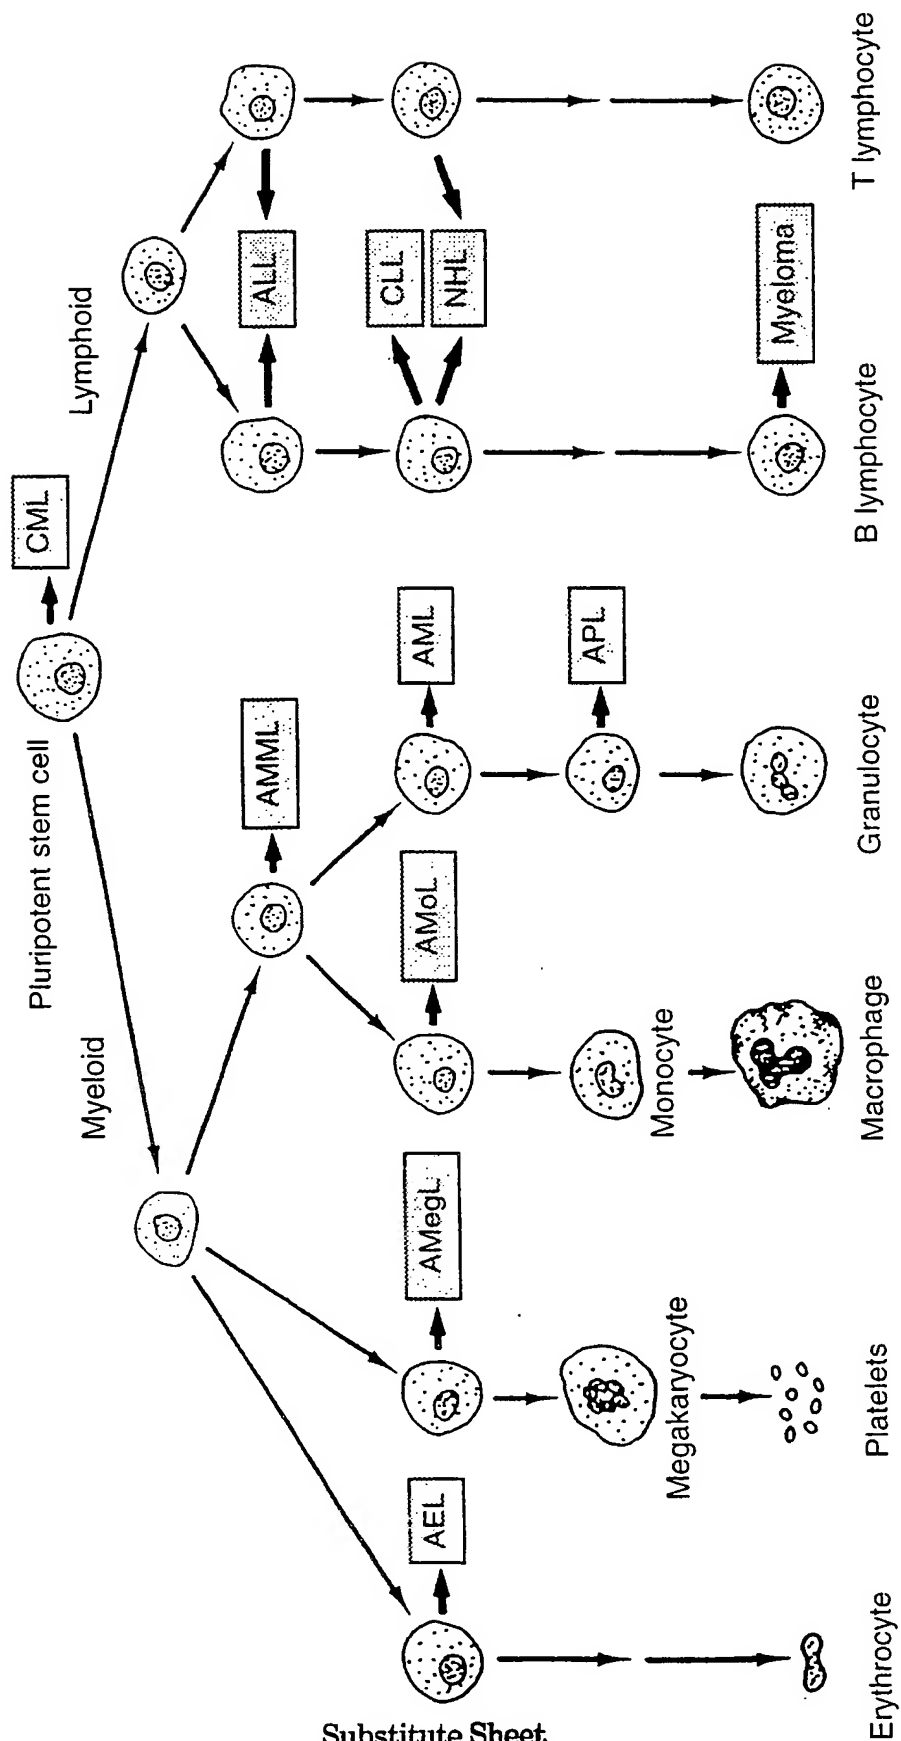 Pluripotent stem cell
CML
Myeloid
Lymphoid
AMML
ALL
AEL
AMegL
AMoL
AML
CLL
NHL
APL
Megakaryocyte
Monocyte
Myeloma
Erythrocyte
Platelets
Macrophage
Granulocyte
B lymphocyte
T lymphocyte
Substitute Sheet